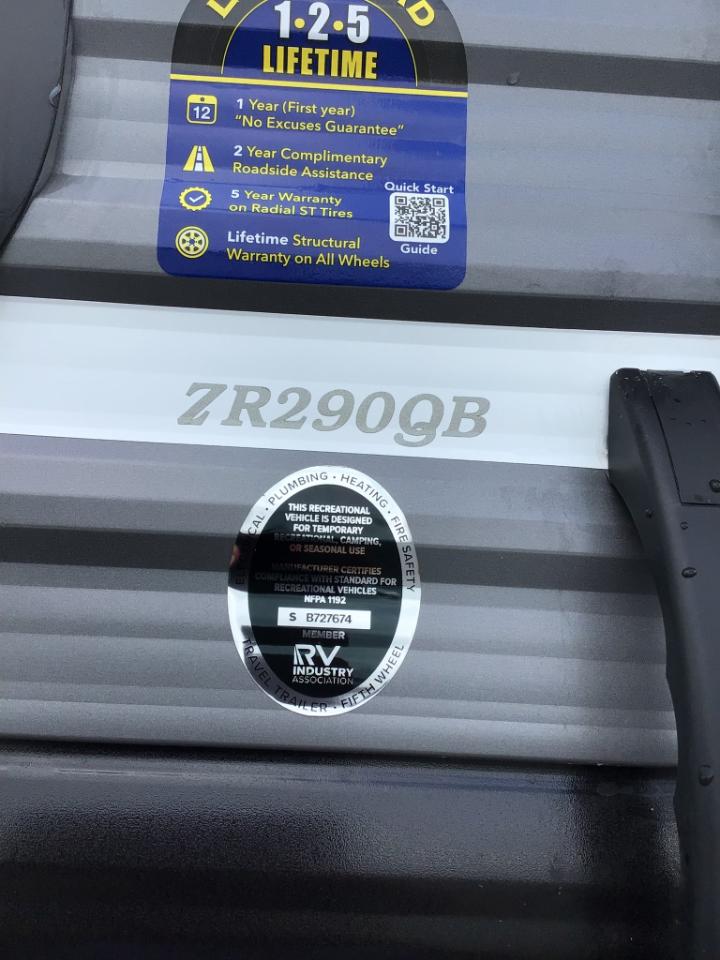 1·2·5
LIFETIME
12
1 Year (First year)
"No Excuses Guarantee"
2 Year Complimentary
Roadside Assistance
5 Year Warranty
on Radial ST Tires
Lifetime Structural
Warranty on All Wheels
Quick Start
Guide
ZR290QB
· PLUMBING · HEATING · FIRE SAFETY
THIS RECREATIONAL
VEHICLE IS DESIGNED
FOR TEMPORARY
RECREATIONAL, CAMPING,
OR SEASONAL USE
MANUFACTURER CERTIFIES
COMPLIANCE WITH STANDARD FOR
RECREATIONAL VEHICLES
NFPA 1192
S B727674
MEMBER
RV
INDUSTRY
ASSOCIATION
TRAVEL TRAILER · FIFTH WHEEL